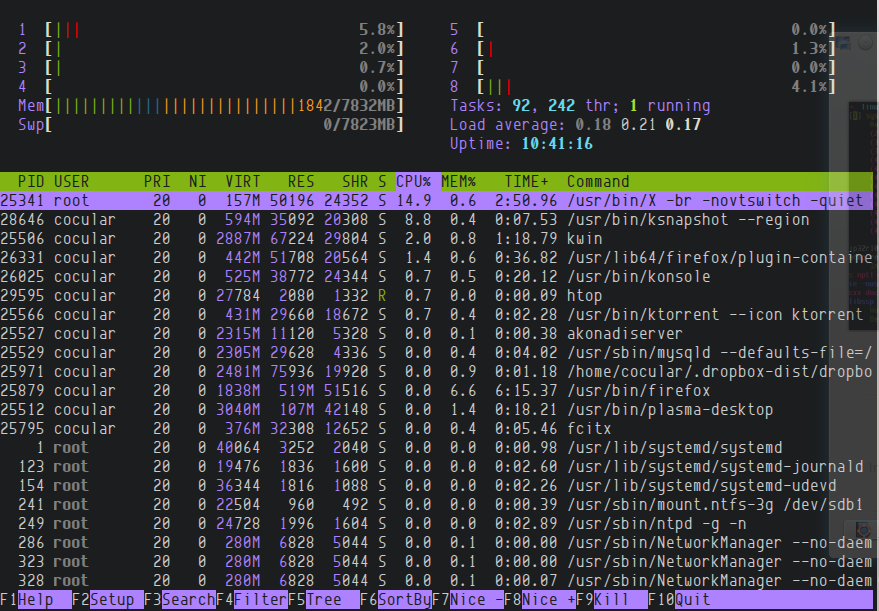 1 [||| 5.8%] 5 [ 0.0%]
2 [| 2.0%] 6 [| 1.3%]
3 [| 0.7%] 7 [ 0.0%]
4 [ 0.0%] 8 [||| 4.1%]
Mem[||||||||||||||||||||||||||||1842/7832MB] Tasks: 92, 242 thr; 1 running
Swp[ 0/7823MB] Load average: 0.18 0.21 0.17
Uptime: 10:41:16
PID USER PRI NI VIRT RES SHR S CPU% MEM% TIME+ Command
25341 root 20 0 157M 50196 24352 S 14.9 0.6 2:50.96 /usr/bin/X -br -novtswitch -quiet
28646 cocular 20 0 594M 35092 20308 S 8.8 0.4 0:07.53 /usr/bin/ksnapshot --region
25506 cocular 20 0 2887M 67224 29804 S 2.0 0.8 1:18.79 kwin
26331 cocular 20 0 442M 51708 20564 S 1.4 0.6 0:36.82 /usr/lib64/firefox/plugin-containe
26025 cocular 20 0 525M 38772 24344 S 0.7 0.5 0:20.12 /usr/bin/konsole
29595 cocular 20 0 27784 2080 1332 R 0.7 0.0 0:00.09 htop
25566 cocular 20 0 431M 29660 18672 S 0.7 0.4 0:02.28 /usr/bin/ktorrent --icon ktorrent
25527 cocular 20 0 2315M 11120 5328 S 0.0 0.1 0:00.38 akonadiserver
25529 cocular 20 0 2305M 29628 4336 S 0.0 0.4 0:04.02 /usr/sbin/mysqld --defaults-file=/
25971 cocular 20 0 2481M 75936 19920 S 0.0 0.9 0:01.18 /home/cocular/.dropbox-dist/dropbo
25879 cocular 20 0 1838M 519M 51516 S 0.0 6.6 6:15.37 /usr/bin/firefox
25512 cocular 20 0 3040M 107M 42148 S 0.0 1.4 0:18.21 /usr/bin/plasma-desktop
25795 cocular 20 0 376M 32308 12652 S 0.0 0.4 0:05.46 fcitx
1 root 20 0 40064 3252 2040 S 0.0 0.0 0:00.98 /usr/lib/systemd/systemd
123 root 20 0 19476 1836 1600 S 0.0 0.0 0:02.60 /usr/lib/systemd/systemd-journald
154 root 20 0 36344 1816 1088 S 0.0 0.0 0:00.26 /usr/lib/systemd/systemd-udevd
241 root 20 0 22504 960 492 S 0.0 0.0 0:00.39 /usr/sbin/mount.ntfs-3g /dev/sdb1
249 root 20 0 24728 1996 1604 S 0.0 0.0 0:02.89 /usr/sbin/ntpd -g -n
286 root 20 0 280M 6828 5044 S 0.0 0.1 0:00.00 /usr/sbin/NetworkManager --no-daem
323 root 20 0 280M 6828 5044 S 0.0 0.1 0:00.00 /usr/sbin/NetworkManager --no-daem
328 root 20 0 280M 6828 5044 S 0.0 0.1 0:00.07 /usr/sbin/NetworkManager --no-daem
F1Help F2Setup F3SearchF4FilterF5Tree F6SortByF7Nice -F8Nice +F9Kill F10Quit